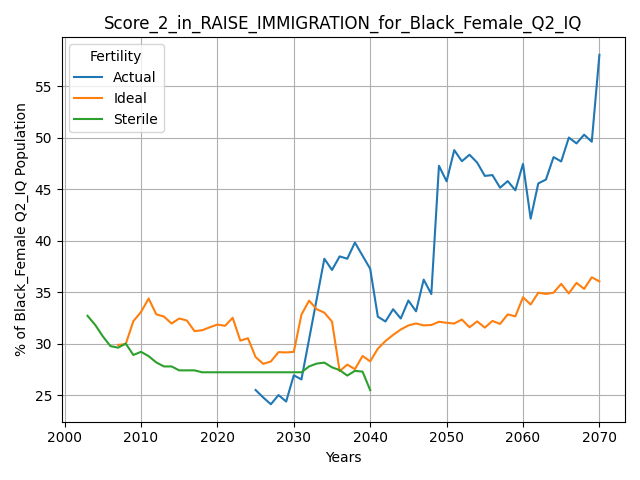 Score_2_in_RAISE_IMMIGRATION_for_Black_Female_Q2_IQ
Fertility
Actual
Ideal
Sterile
% of Black_Female Q2_IQ Population
55
50
45
40
35
30
25
2000 2010 2020 2030 2040 2050 2060 2070
Years